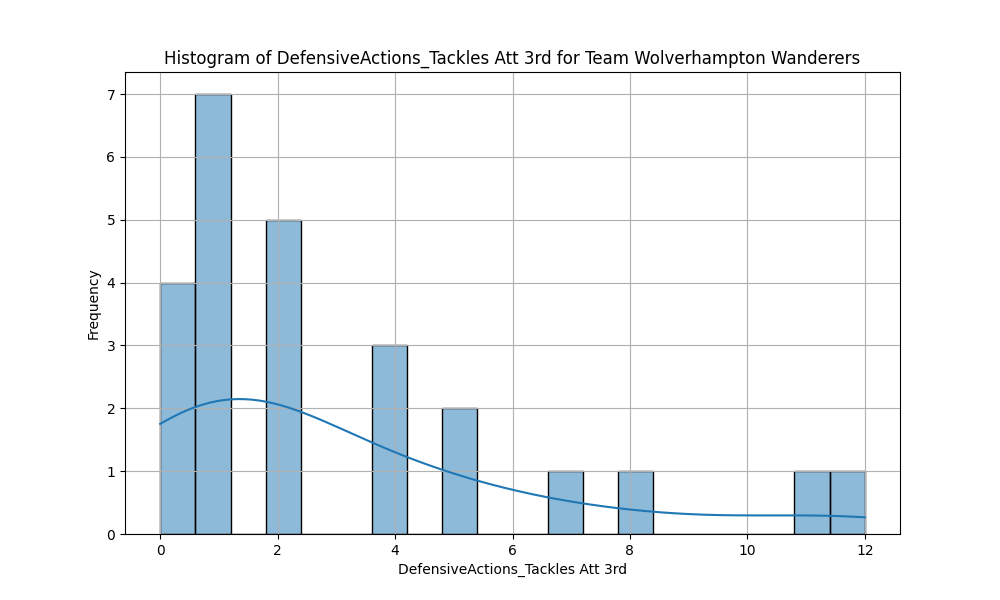 Histogram of DefensiveActions_Tackles Att 3rd for Team Wolverhampton Wanderers
7
6
5
4
3
2
1
0
Frequency
0 2 4 6 8 10 12
DefensiveActions_Tackles Att 3rd